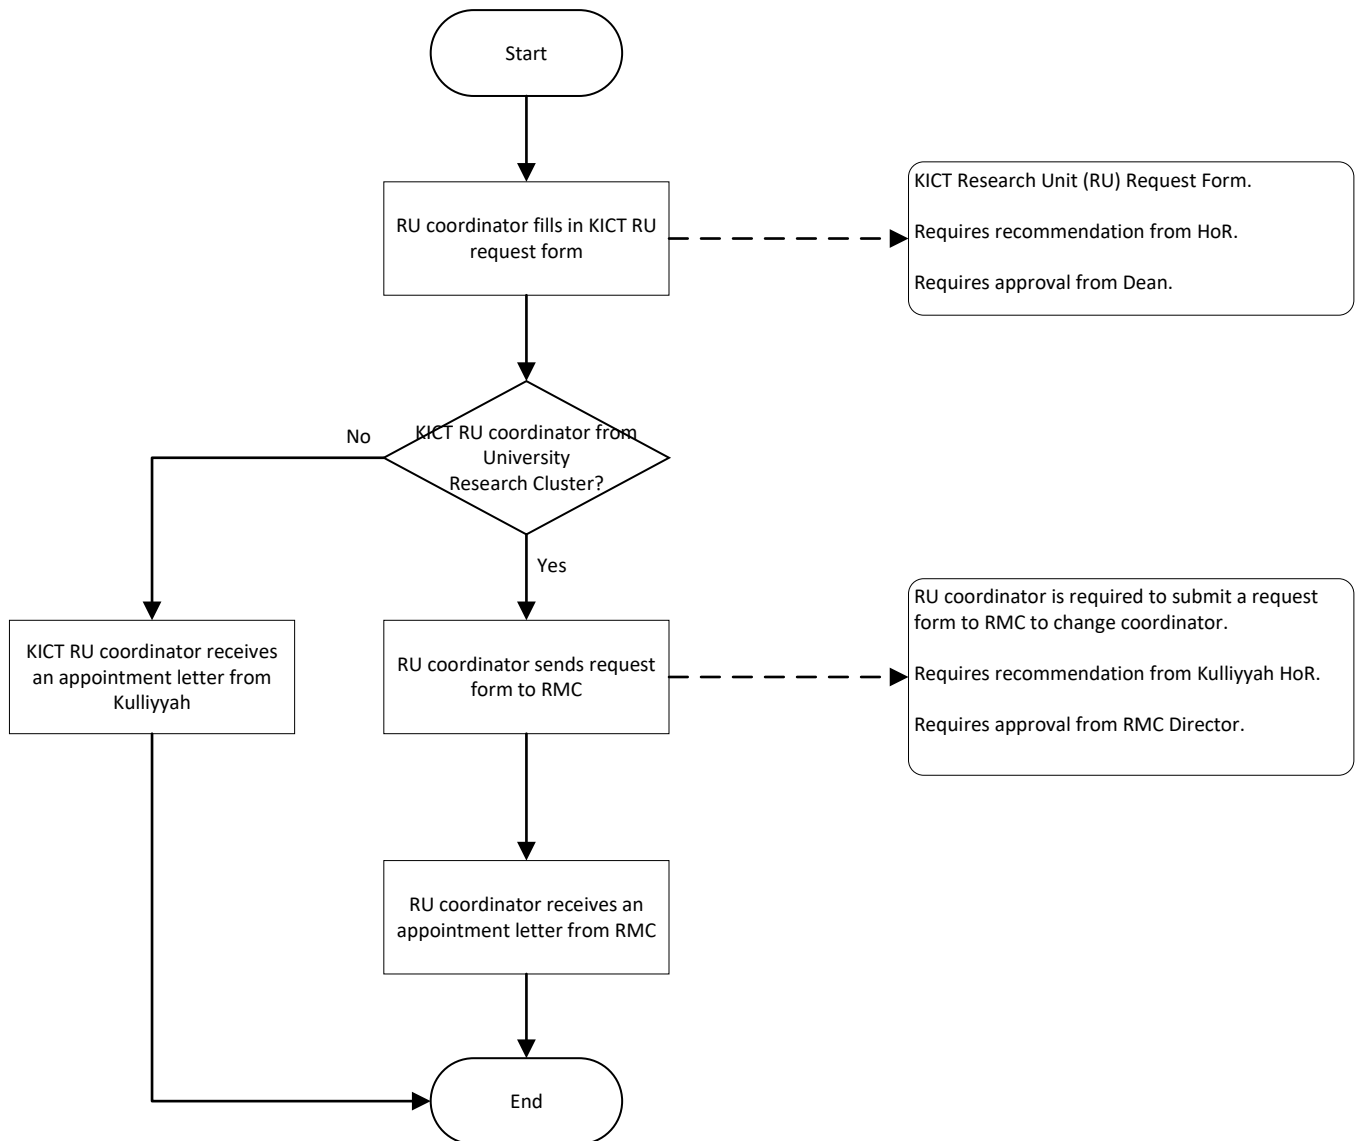 Start
RU coordinator fills in KICT RU
request form
KICT Research Unit (RU) Request Form.
Requires recommendation from HoR.
Requires approval from Dean.
KICT RU coordinator from
University
Research Cluster?
No
Yes
KICT RU coordinator receives
an appointment letter from
Kulliyyah
RU coordinator sends request
form to RMC
RU coordinator is required to submit a request
form to RMC to change coordinator.
Requires recommendation from Kulliyyah HoR.
Requires approval from RMC Director.
RU coordinator receives an
appointment letter from RMC
End